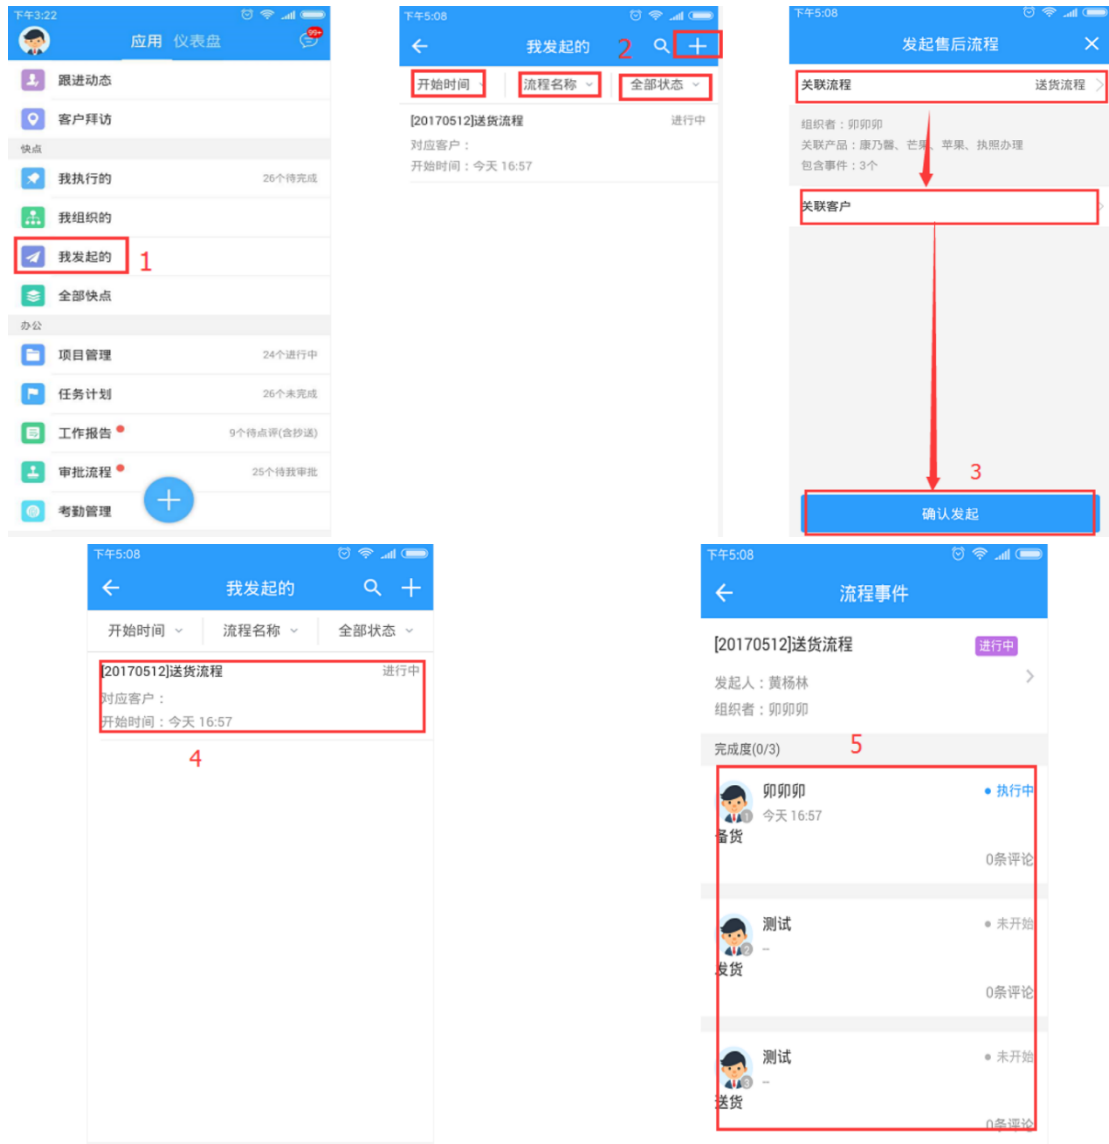 下午3:22
应用 仪表盘
99+
跟进动态
客户拜访
快点
我执行的 26个待完成
我组织的
我发起的
1
全部快点
办公
项目管理 24个进行中
任务计划 26个未完成
工作报告 9个待点评(含抄送)
审批流程 25个待我审批
考勤管理
下午5:08
我发起的
2
开始时间 流程名称 全部状态
[20170512]送货流程 进行中
对应客户：
开始时间：今天 16:57
下午5:08
发起售后流程
关联流程 送货流程
组织者：卯卯卯
关联产品：康乃馨、芒果、苹果、执照办理
包含事件：3个
关联客户
3
确认发起
下午5:08
我发起的
开始时间 流程名称 全部状态
[20170512]送货流程 进行中
对应客户：
开始时间：今天 16:57
4
下午5:08
流程事件
[20170512]送货流程 进行中
发起人：黄杨林
组织者：卯卯卯
完成度(0/3)
5
卯卯卯 执行中
今天 16:57
1
备货
0条评论
测试 未开始
2 --
发货
0条评论
测试 未开始
3 --
送货
0条评论